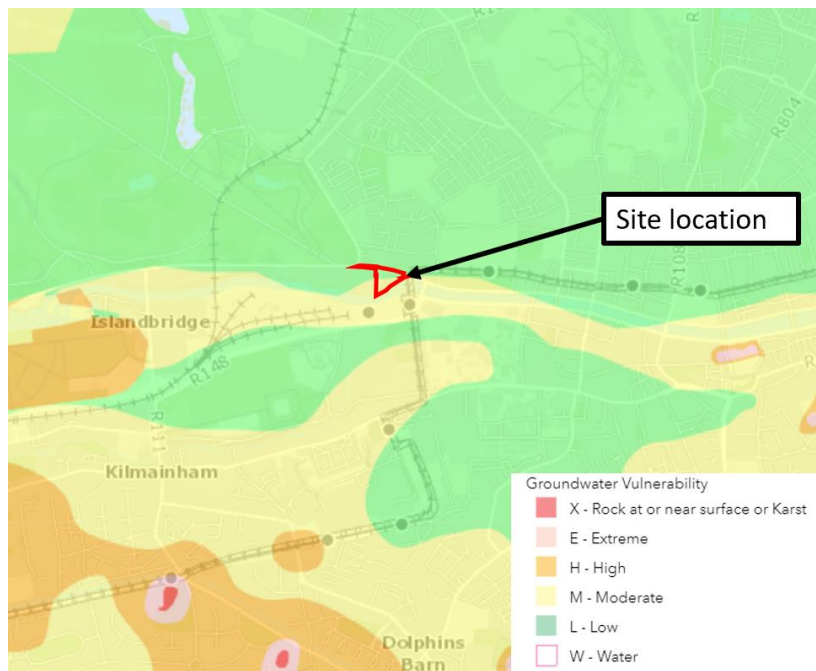 R804
Site location
R108
Islandbridge
R148
R111
Kilmainham
Dolphins
Barn
Groundwater Vulnerability
X - Rock at or near surface or Karst
E - Extreme
H - High
M - Moderate
L - Low
W - Water